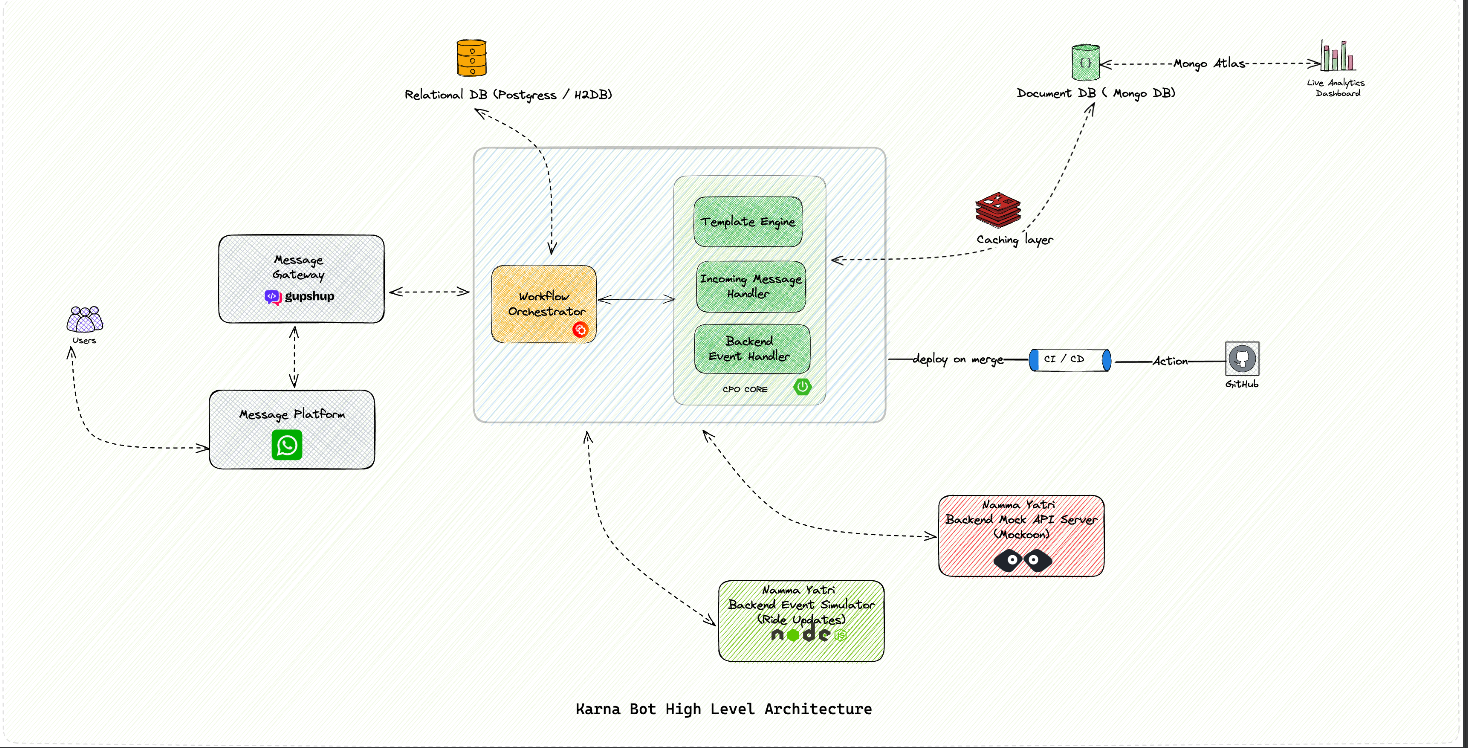 Relational DB (Postgress / H2DB)
Document DB ( Mongo DB)
Mongo Atlas
Live Analytics
Dashboard
Caching layer
Template Engine
Incoming Message
Handler
Backend
Event Handler
CPO CORE
Workflow
Orchestrator
Message
Gateway
gupshup
Users
Message Platform
deploy on merge
CI / CD
Action
GitHub
Namma Yatri
Backend Mock API Server
(Mockoon)
Namma Yatri
Backend Event Simulator
(Ride Updates)
node
JS
Karna Bot High Level Architecture